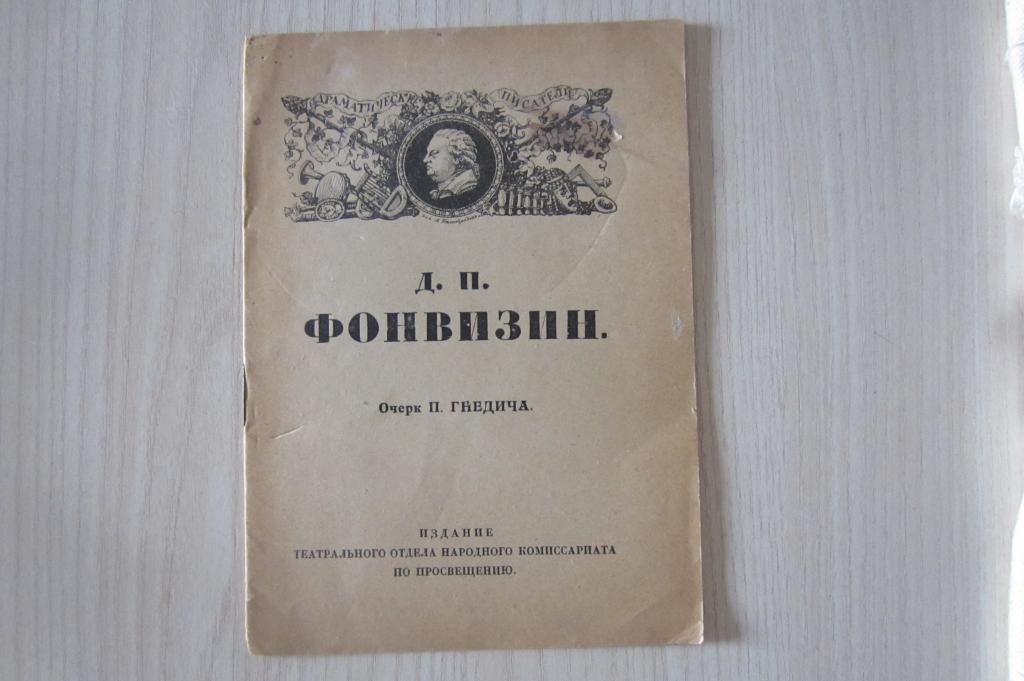 ДРАМАТИЧЕСКИЕ ПИСАТЕЛИ
Д. П.
ФОНВИЗИН.
Очерк П. ГНЕДИЧА.
ИЗДАНИЕ
ТЕАТРАЛЬНОГО ОТДЕЛА НАРОДНОГО КОМИССАРИАТА
ПО ПРОСВЕЩЕНИЮ.